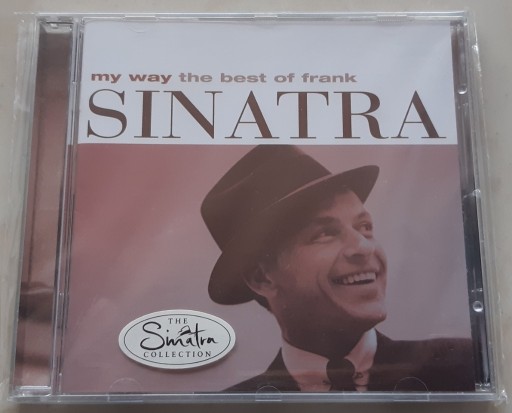 my way the best of frank
SINATRA
THE
Sinatra
COLLECTION